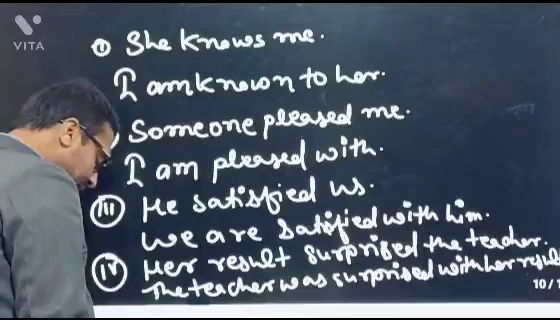 VITA
① She knows me.
I am known to her.
Someone pleased me.
I am pleased with.
(iii) He satisfied us.
we are satisfied with him.
(iv) Her result surprised the teacher.
The teacher was surprised with her result
10/1